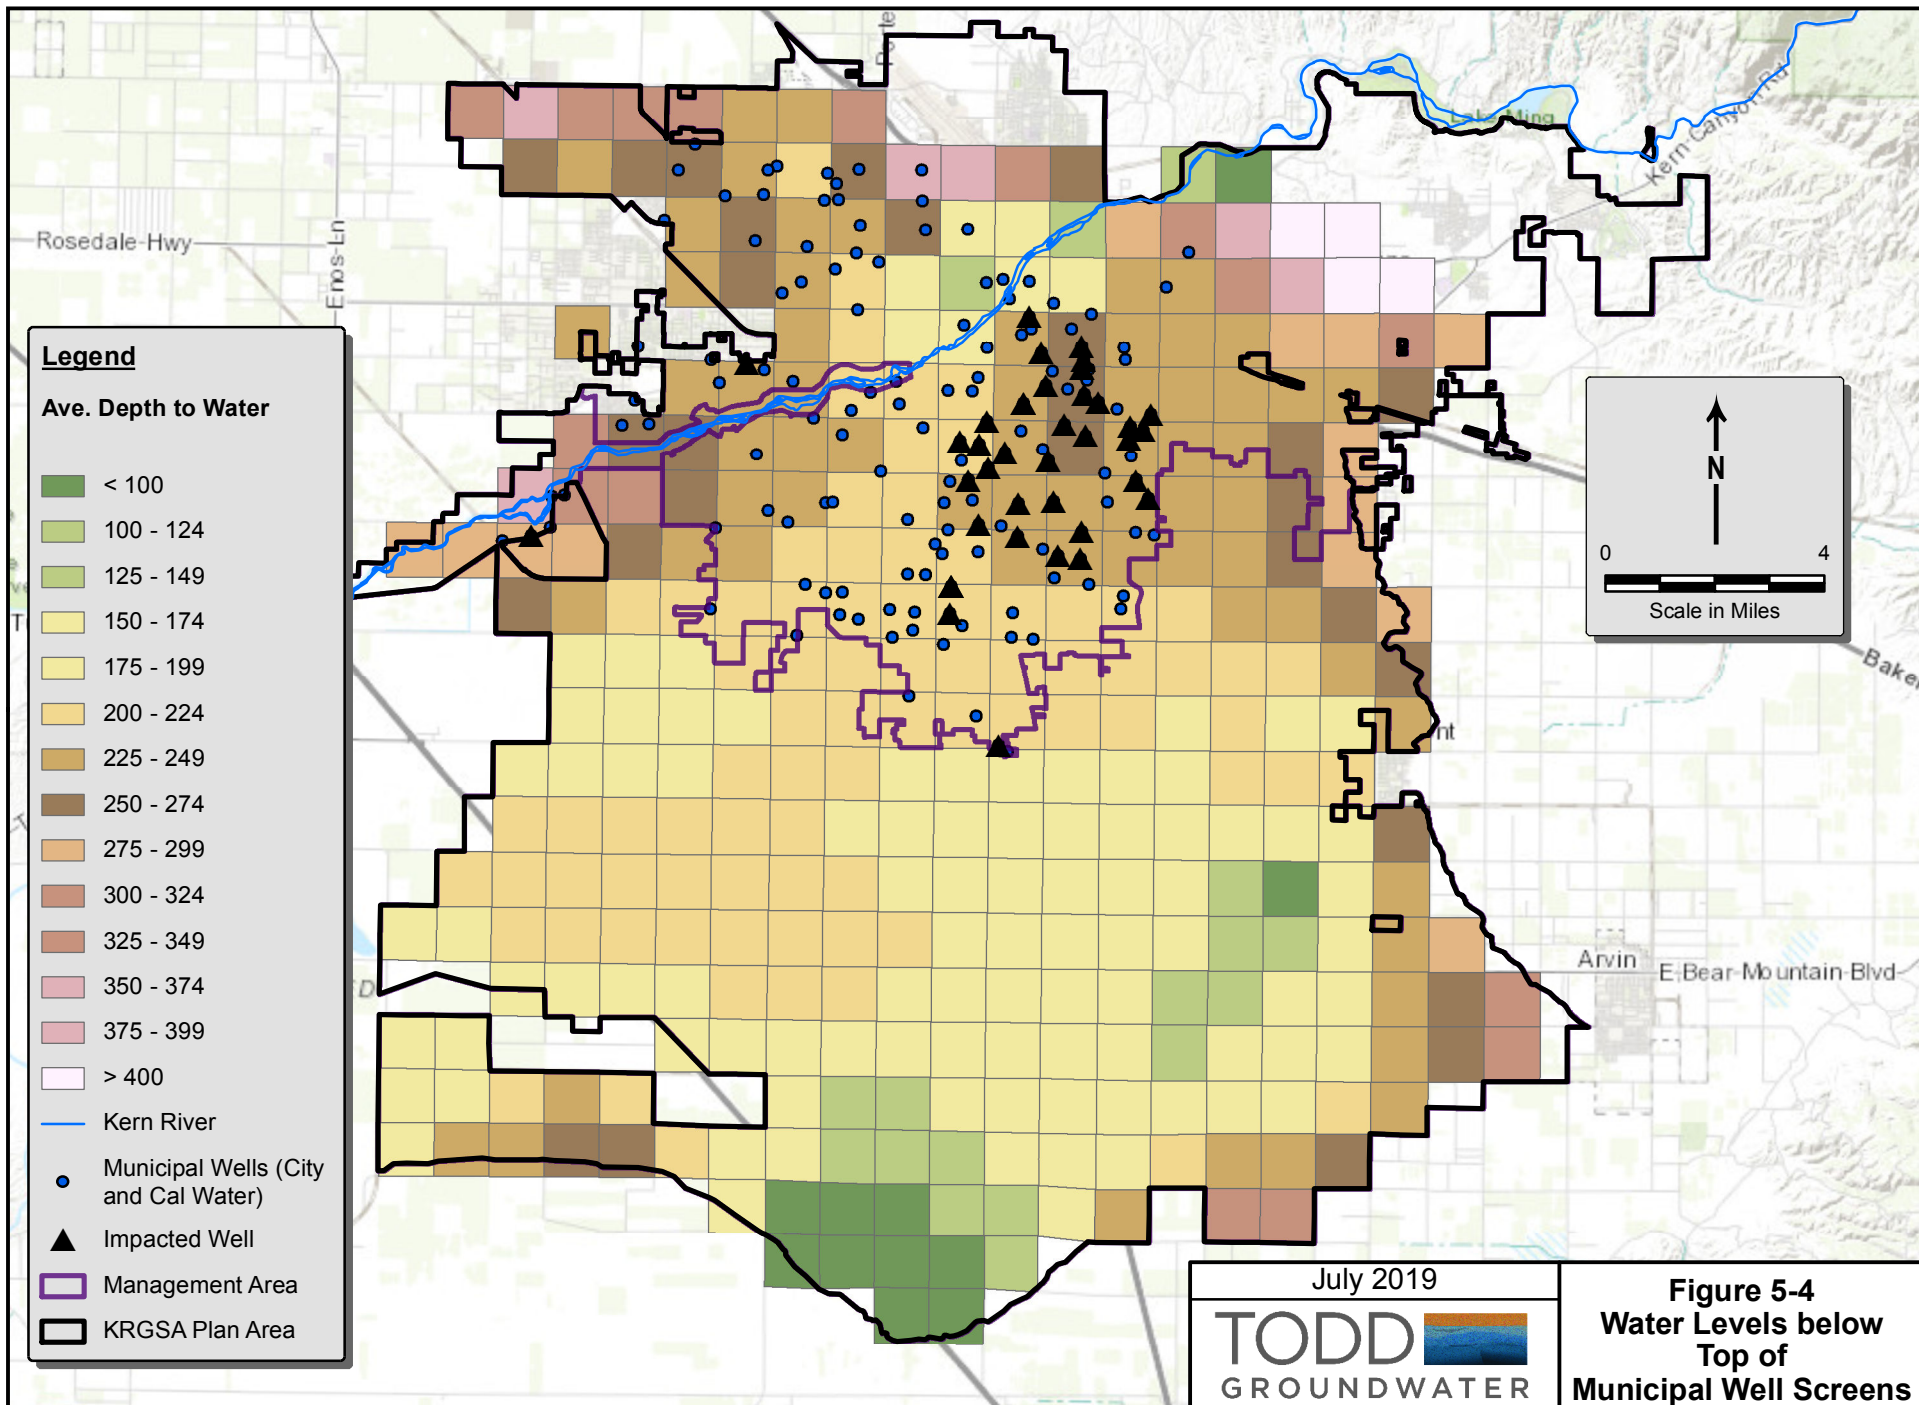 Rosedale-Hwy
Enos-Ln
Lake Ming
Kern-Canyon-Rd
Legend
Ave. Depth to Water
< 100
100 - 124
125 - 149
150 - 174
175 - 199
200 - 224
225 - 249
250 - 274
275 - 299
300 - 324
325 - 349
350 - 374
375 - 399
> 400
Kern River
Municipal Wells (City
and Cal Water)
Impacted Well
Management Area
KRGSA Plan Area
N
0 4
Scale in Miles
Baker
nt
Arvin
E-Bear-Mountain-Blvd
July 2019
TODD
GROUNDWATER
Figure 5-4
Water Levels below
Top of
Municipal Well Screens